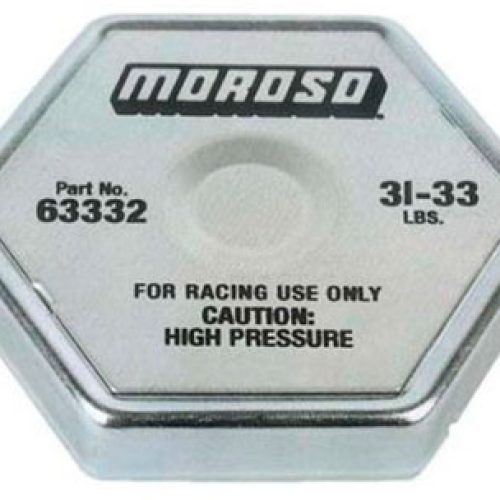 MOROSO
Part No.
63332
31-33
LBS.
FOR RACING USE ONLY
CAUTION:
HIGH PRESSURE